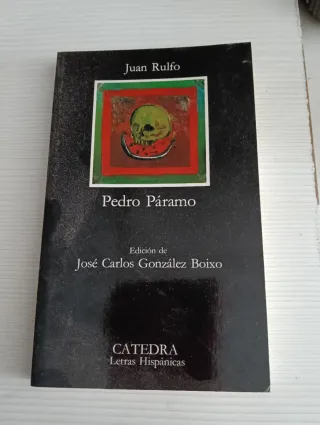 Juan Rulfo
Pedro Páramo
Edición de
José Carlos González Boixo
CATEDRA
Letras Hispánicas